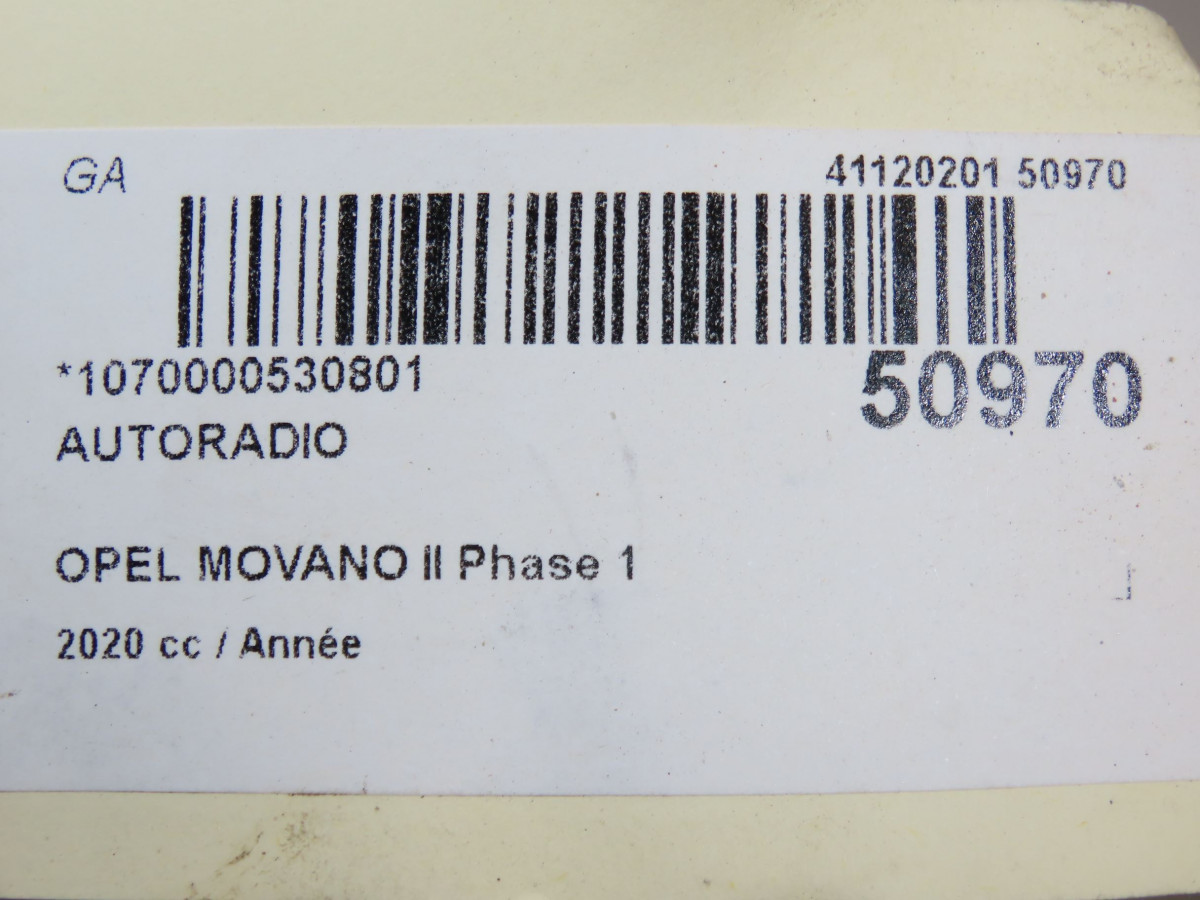 GA
41120201 50970
*1070000530801
50970
AUTORADIO
OPEL MOVANO II Phase 1
2020 cc / Année